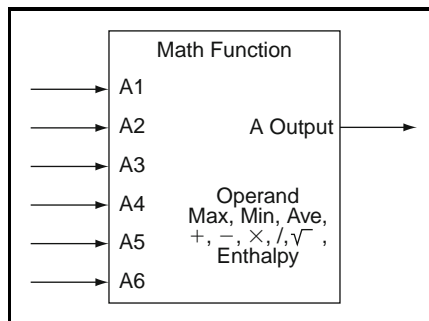 Math Function
A1
A2
A3
A4
A5
A6
A Output
Operand
Max, Min, Ave,
+, −, ×, /, √ ,
Enthalpy